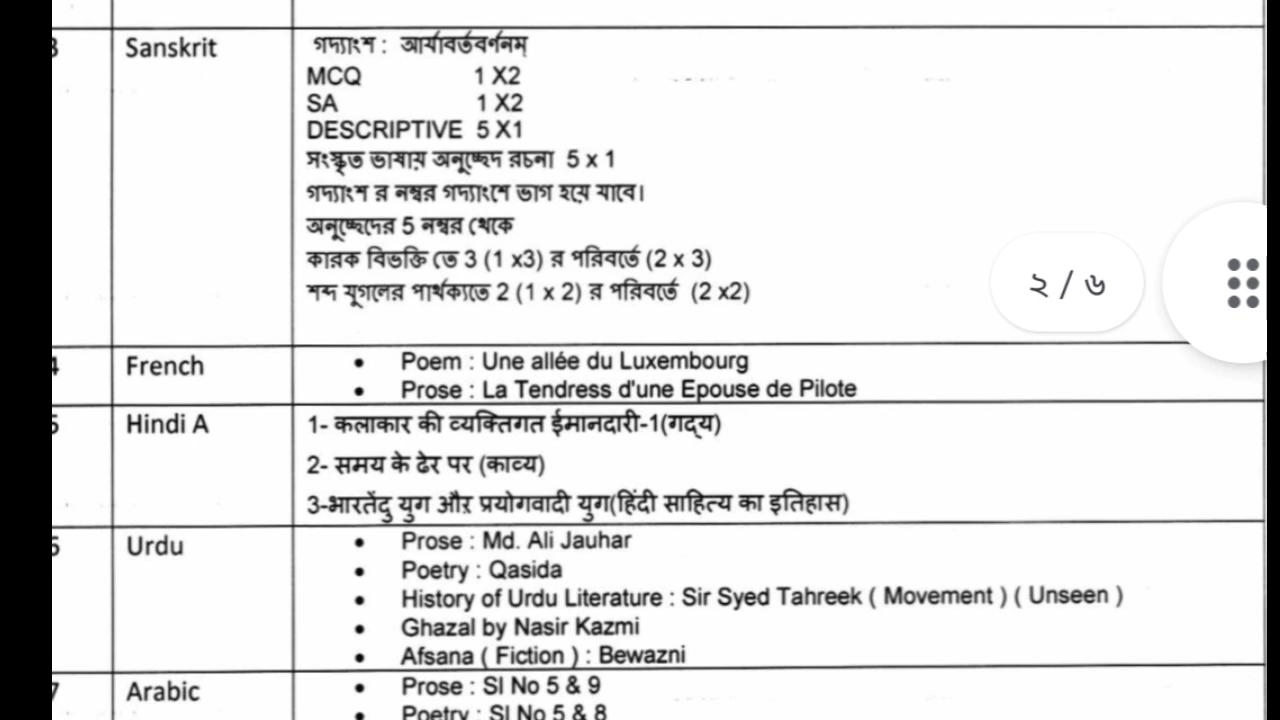 3 Sanskrit গদ্যাংশ : আর্যাবর্তবর্ণনম্
MCQ 1 X2
SA 1 X2
DESCRIPTIVE 5 X1
সংস্কৃত ভাষায় অনুচ্ছেদ রচনা 5 x 1
গদ্যাংশ র নম্বর গদ্যাংশে ভাগ হয়ে যাবে।
অনুচ্ছেদের 5 নম্বর থেকে
কারক বিভক্তি তে 3 (1 x3) র পরিবর্তে (2 x 3)
শব্দ যুগলের পার্থক্যতে 2 (1 x 2) র পরিবর্তে (2 x2)
২ / ৬
4 French • Poem : Une allée du Luxembourg
• Prose : La Tendress d'une Epouse de Pilote
5 Hindi A 1- कलाकार की व्यक्तिगत ईमानदारी-1(गद्य)
2- समय के ढेर पर (काव्य)
3-भारतेंदु युग और प्रयोगवादी युग(हिंदी साहित्य का इतिहास)
6 Urdu • Prose : Md. Ali Jauhar
• Poetry : Qasida
• History of Urdu Literature : Sir Syed Tahreek ( Movement ) ( Unseen )
• Ghazal by Nasir Kazmi
• Afsana ( Fiction ) : Bewazni
7 Arabic • Prose : Sl No 5 & 9
• Poetry : Sl No 5 & 8